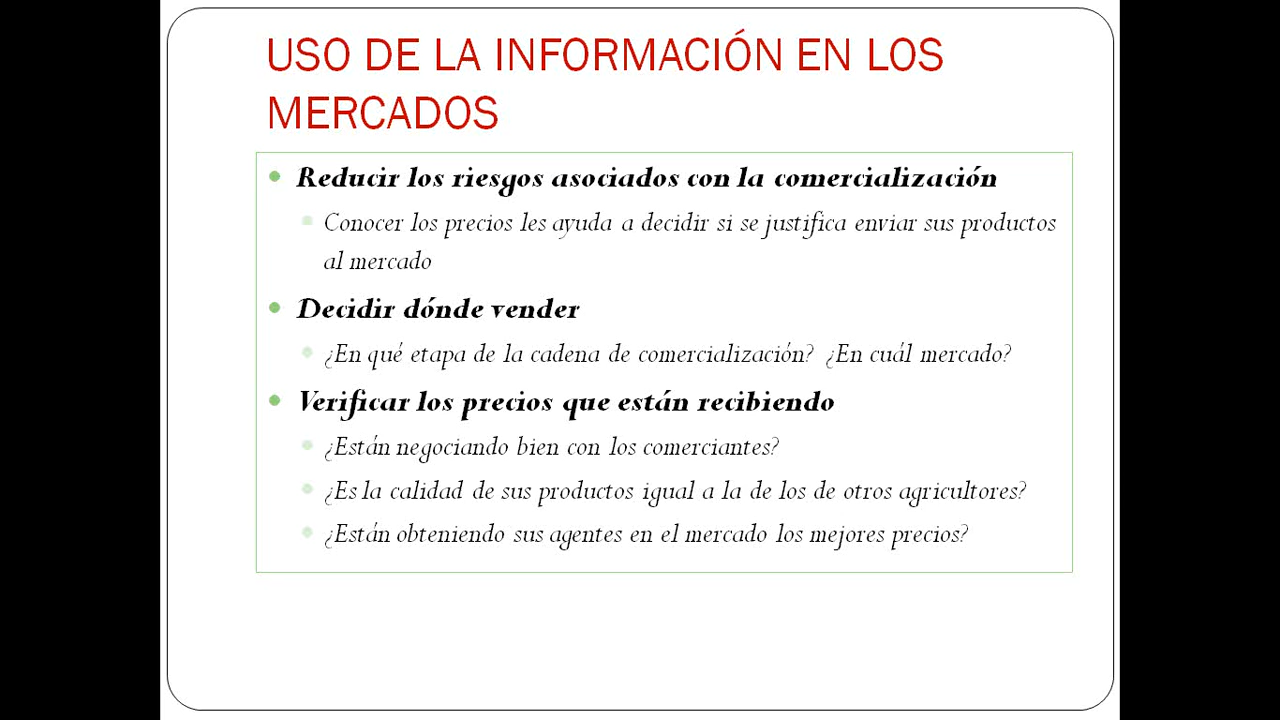 USO DE LA INFORMACIÓN EN LOS
MERCADOS
Reducir los riesgos asociados con la comercialización
Conocer los precios les ayuda a decidir si se justifica enviar sus productos
al mercado
Decidir dónde vender
¿En qué etapa de la cadena de comercialización? ¿En cuál mercado?
Verificar los precios que están recibiendo
¿Están negociando bien con los comerciantes?
¿Es la calidad de sus productos igual a la de los de otros agricultores?
¿Están obteniendo sus agentes en el mercado los mejores precios?